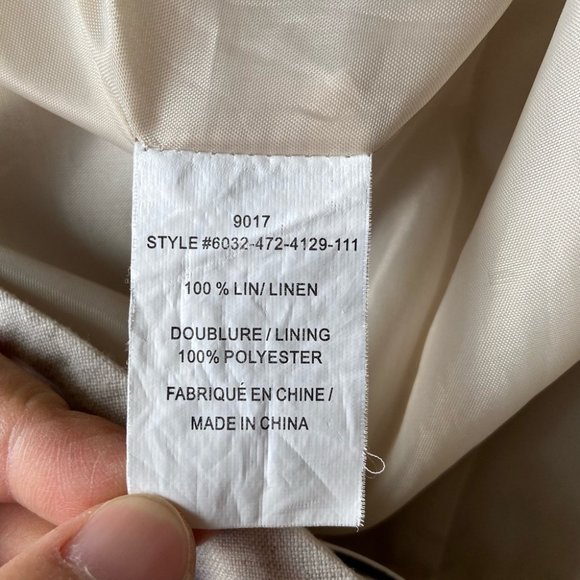 9017
STYLE #6032-472-4129-111
100 % LIN/ LINEN
DOUBLURE / LINING
100% POLYESTER
FABRIQUÉ EN CHINE /
MADE IN CHINA